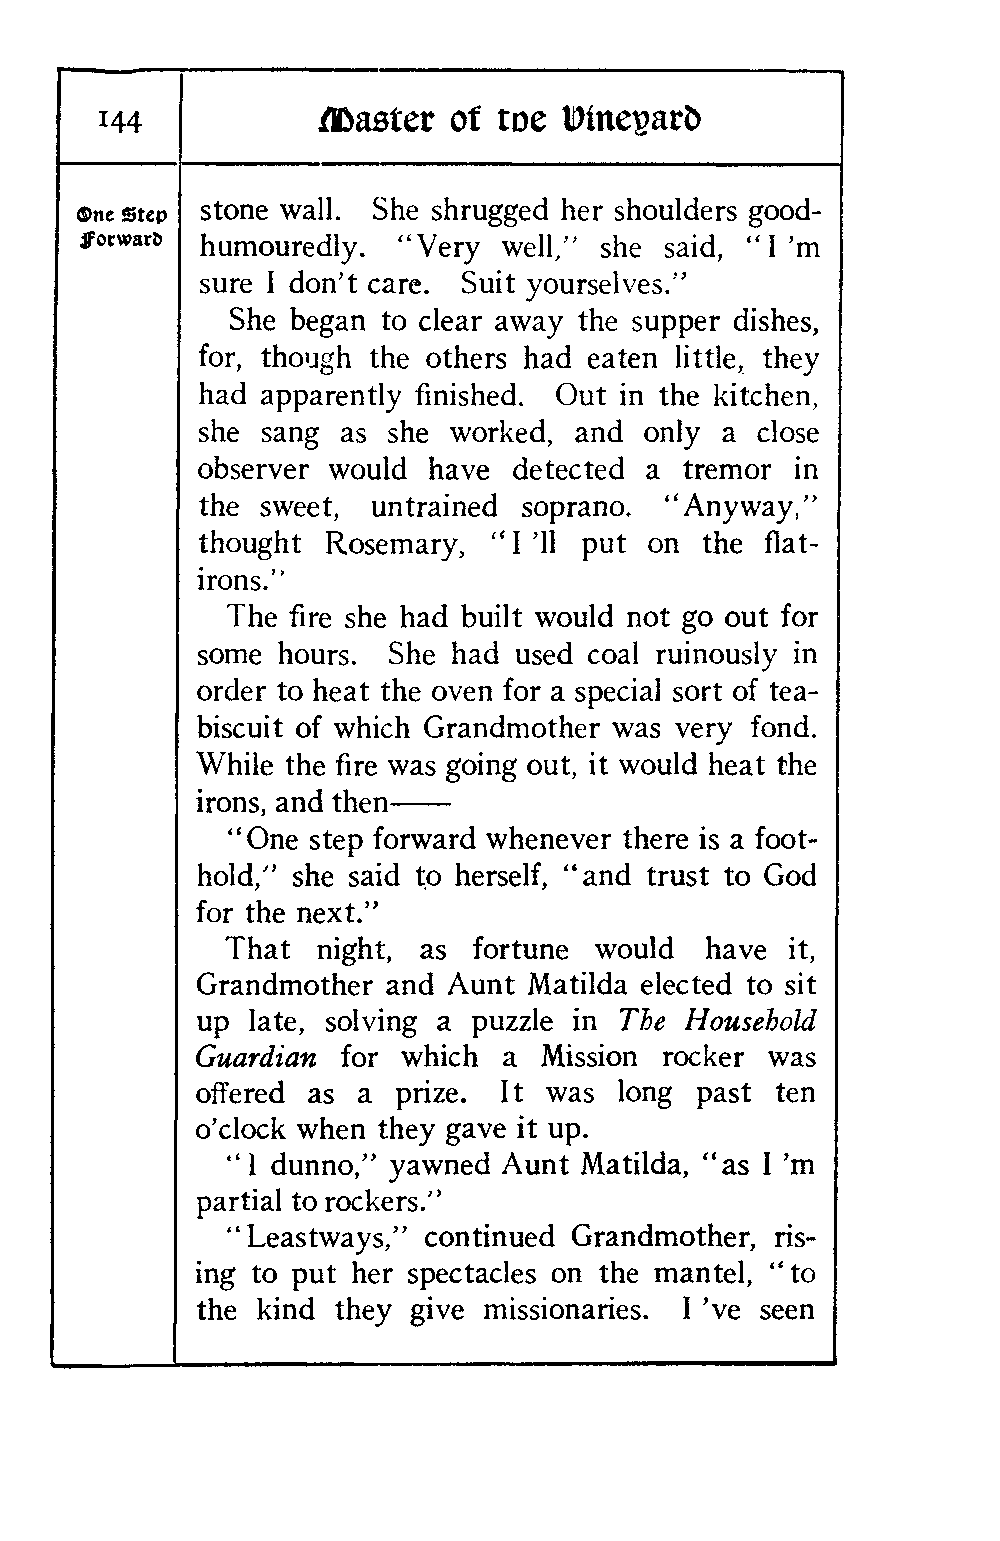 144
Master of the Vineyard
One Step
Forward
stone wall. She shrugged her shoulders good-
humouredly. “Very well,” she said, “I ’m
sure I don’t care. Suit yourselves.”
She began to clear away the supper dishes,
for, though the others had eaten little, they
had apparently finished. Out in the kitchen,
she sang as she worked, and only a close
observer would have detected a tremor in
the sweet, untrained soprano. “Anyway,”
thought Rosemary, “I ’ll put on the flat-
irons.”
The fire she had built would not go out for
some hours. She had used coal ruinously in
order to heat the oven for a special sort of tea-
biscuit of which Grandmother was very fond.
While the fire was going out, it would heat the
irons, and then——
“One step forward whenever there is a foot-
hold,” she said to herself, “and trust to God
for the next.”
That night, as fortune would have it,
Grandmother and Aunt Matilda elected to sit
up late, solving a puzzle in The Household
Guardian for which a Mission rocker was
offered as a prize. It was long past ten
o’clock when they gave it up.
“I dunno,” yawned Aunt Matilda, “as I ’m
partial to rockers.”
“Leastways,” continued Grandmother, ris-
ing to put her spectacles on the mantel, “to
the kind they give missionaries. I ’ve seen